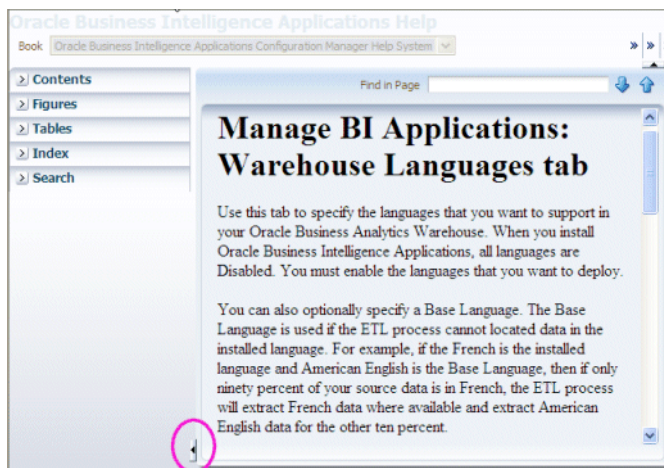 Oracle Business Intelligence Applications Help
Book Oracle Business Intelligence Applications Configuration Manager Help System
Contents
Figures
Tables
Index
Search
Find in Page
Manage BI Applications:
Warehouse Languages tab
Use this tab to specify the languages that you want to support in
your Oracle Business Analytics Warehouse. When you install
Oracle Business Intelligence Applications, all languages are
Disabled. You must enable the languages that you want to deploy.
You can also optionally specify a Base Language. The Base
Language is used if the ETL process cannot located data in the
installed language. For example, if the French is the installed
language and American English is the Base Language, then if only
ninety percent of your source data is in French, the ETL process
will extract French data where available and extract American
English data for the other ten percent.